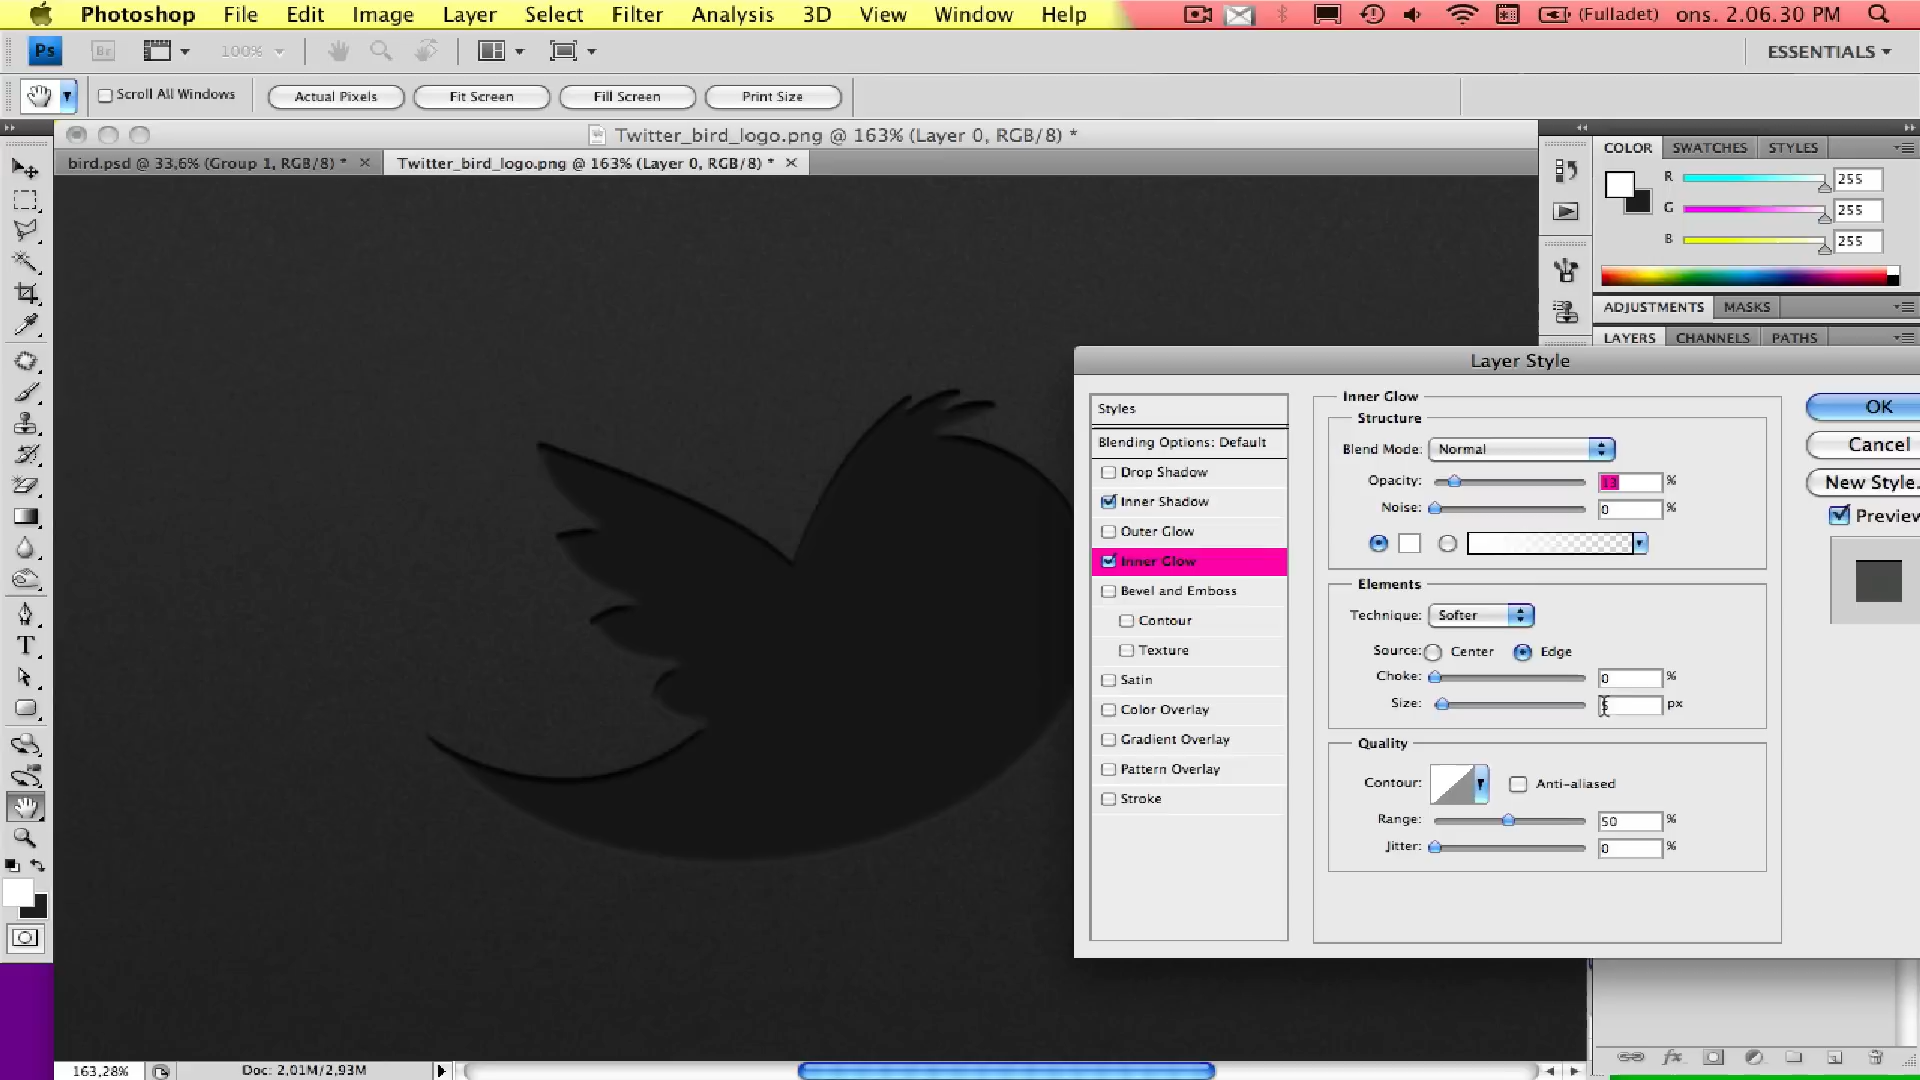 Photoshop File Edit Image Layer Select Filter Analysis 3D View Window Help (Fulladet) ons. 2.06.30 PM
Ps Br 100% ESSENTIALS
Scroll All Windows Actual Pixels Fit Screen Fill Screen Print Size
Twitter_bird_logo.png @ 163% (Layer 0, RGB/8) *
bird.psd @ 33,6% (Group 1, RGB/8) * Twitter_bird_logo.png @ 163% (Layer 0, RGB/8) *
COLOR SWATCHES STYLES
R 255
G 255
B 255
ADJUSTMENTS MASKS
LAYERS CHANNELS PATHS
Layer Style
Styles
Blending Options: Default
Drop Shadow
Inner Shadow
Outer Glow
Inner Glow
Bevel and Emboss
Contour
Texture
Satin
Color Overlay
Gradient Overlay
Pattern Overlay
Stroke
Inner Glow
Structure
Blend Mode: Normal
Opacity: 13 %
Noise: 0 %
Elements
Technique: Softer
Source: Center Edge
Choke: 0 %
Size: px
Quality
Contour: Anti-aliased
Range: 50 %
Jitter: 0 %
OK
Cancel
New Style.
Preview
T
163,28% Doc: 2,01M/2,93M
fx